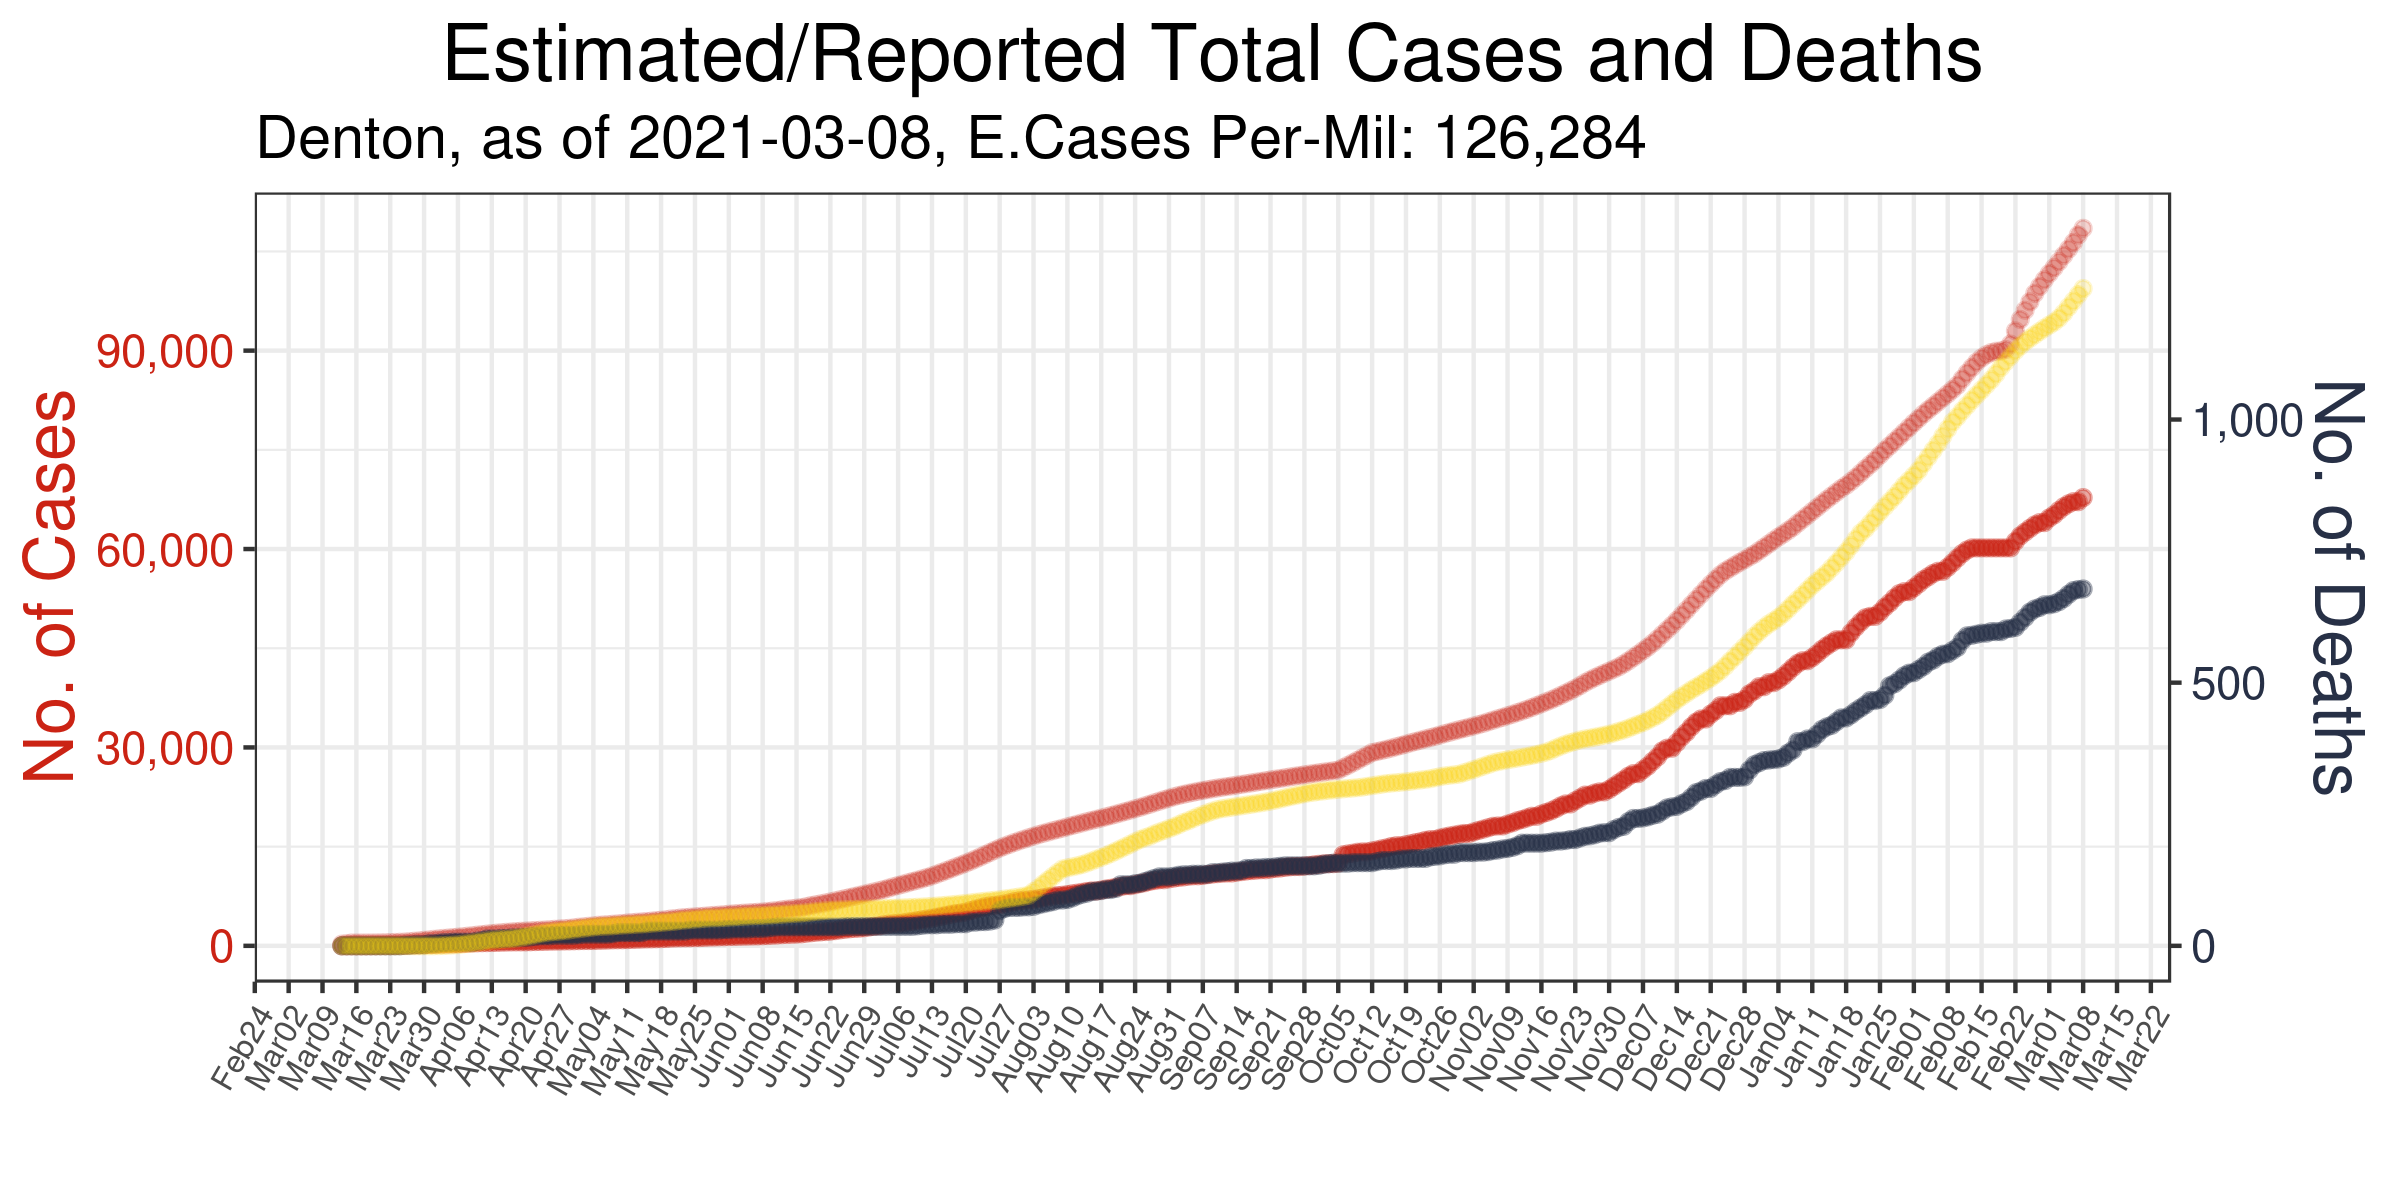 Estimated/Reported Total Cases and Deaths
Denton, as of 2021-03-08, E.Cases Per-Mil: 126,284
No. of Cases
90,000
60,000
30,000
0
1,000
500
0
No. of Deaths
Feb24
Mar02
Mar09
Mar16
Mar23
Mar30
Apr06
Apr13
Apr20
Apr27
May04
May11
May18
May25
Jun01
Jun08
Jun15
Jun22
Jun29
Jul06
Jul13
Jul20
Jul27
Aug03
Aug10
Aug17
Aug24
Aug31
Sep07
Sep14
Sep21
Sep28
Oct05
Oct12
Oct19
Oct26
Nov02
Nov09
Nov16
Nov23
Nov30
Dec07
Dec14
Dec21
Dec28
Jan04
Jan11
Jan18
Jan25
Feb01
Feb08
Feb15
Feb22
Mar01
Mar08
Mar15
Mar22